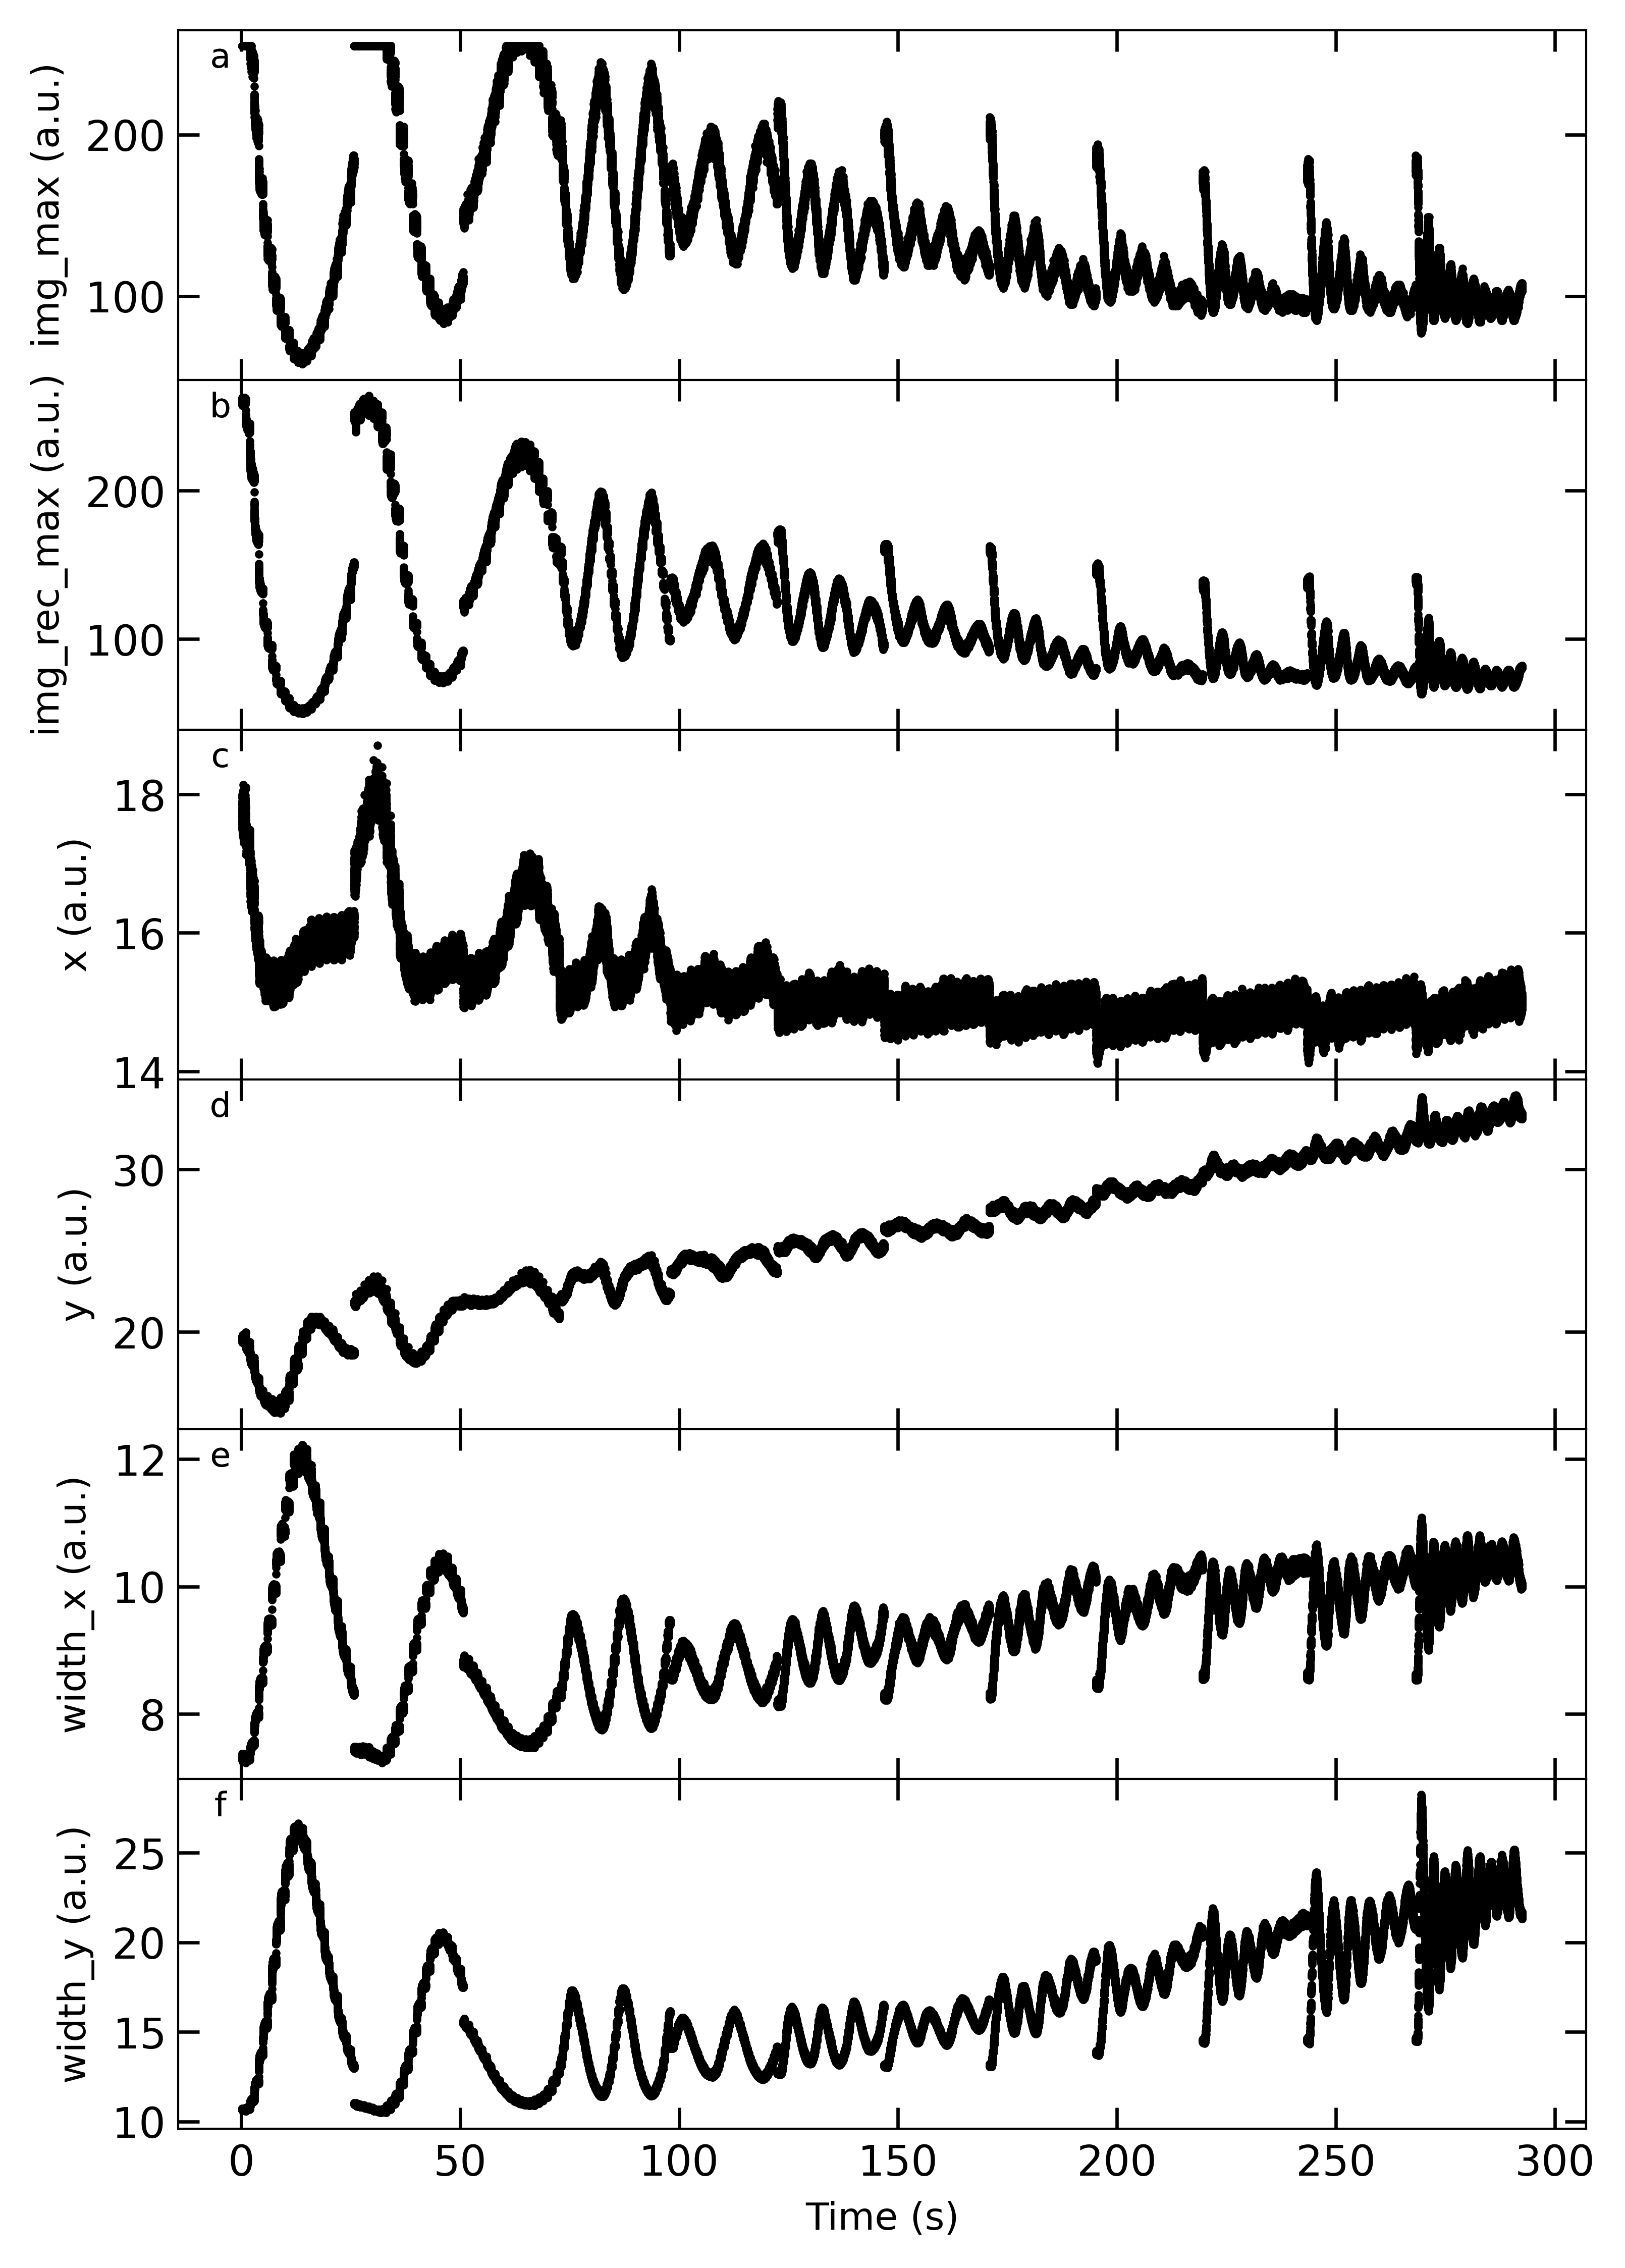 a
img_max (a.u.)
200
100
b
img_rec_max (a.u.)
200
100
c
x (a.u.)
18
16
14
d
y (a.u.)
30
20
e
width_x (a.u.)
12
10
8
f
width_y (a.u.)
25
20
15
10
0 50 100 150 200 250 300
Time (s)